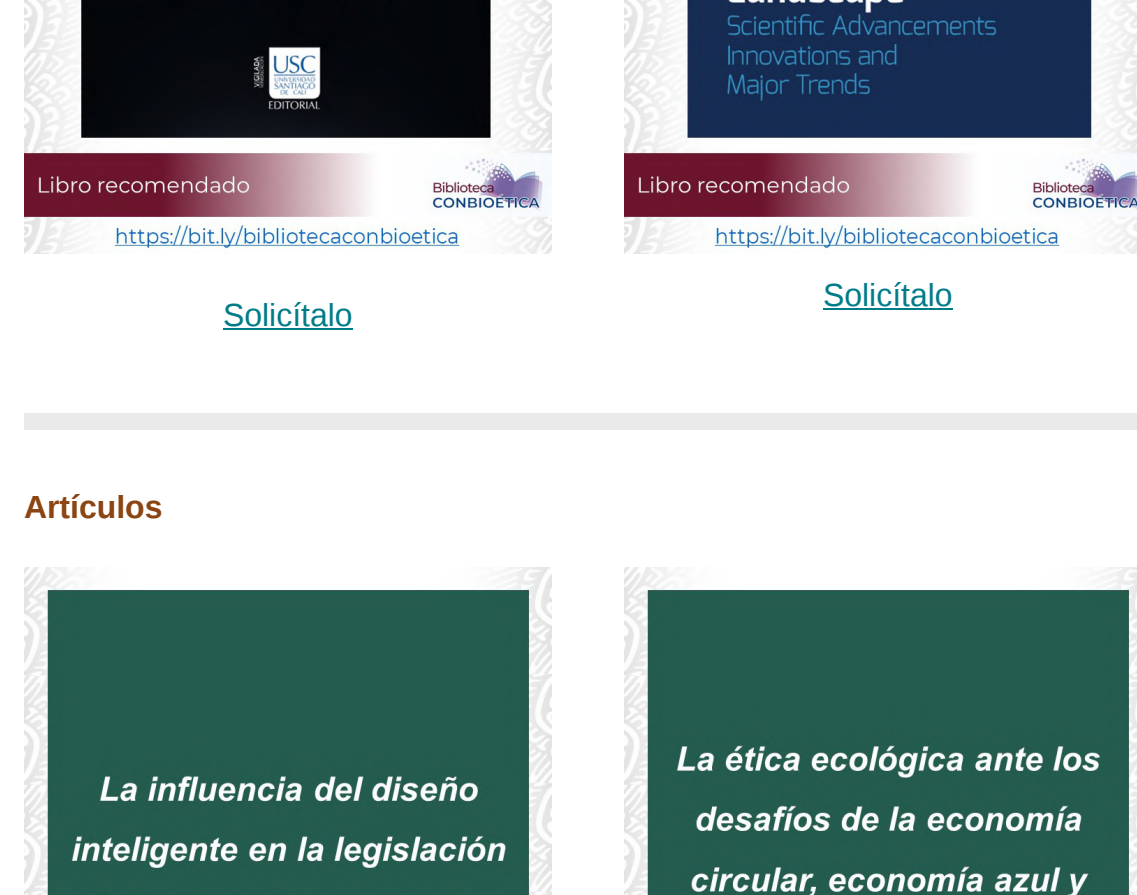 Scientific Advancements
Innovations and
Major Trends
VIGILADA
USC
UNIVERSIDAD
SANTIAGO
DE CALI
EDITORIAL
Libro recomendado
Biblioteca
CONBIOETICA
https://bit.ly/bibliotecaconbioetica
Solicítalo
Libro recomendado
Biblioteca
CONBIOETICA
https://bit.ly/bibliotecaconbioetica
Solicítalo
Artículos
La influencia del diseño
inteligente en la legislación
La ética ecológica ante los
desafíos de la economía
circular, economía azul y